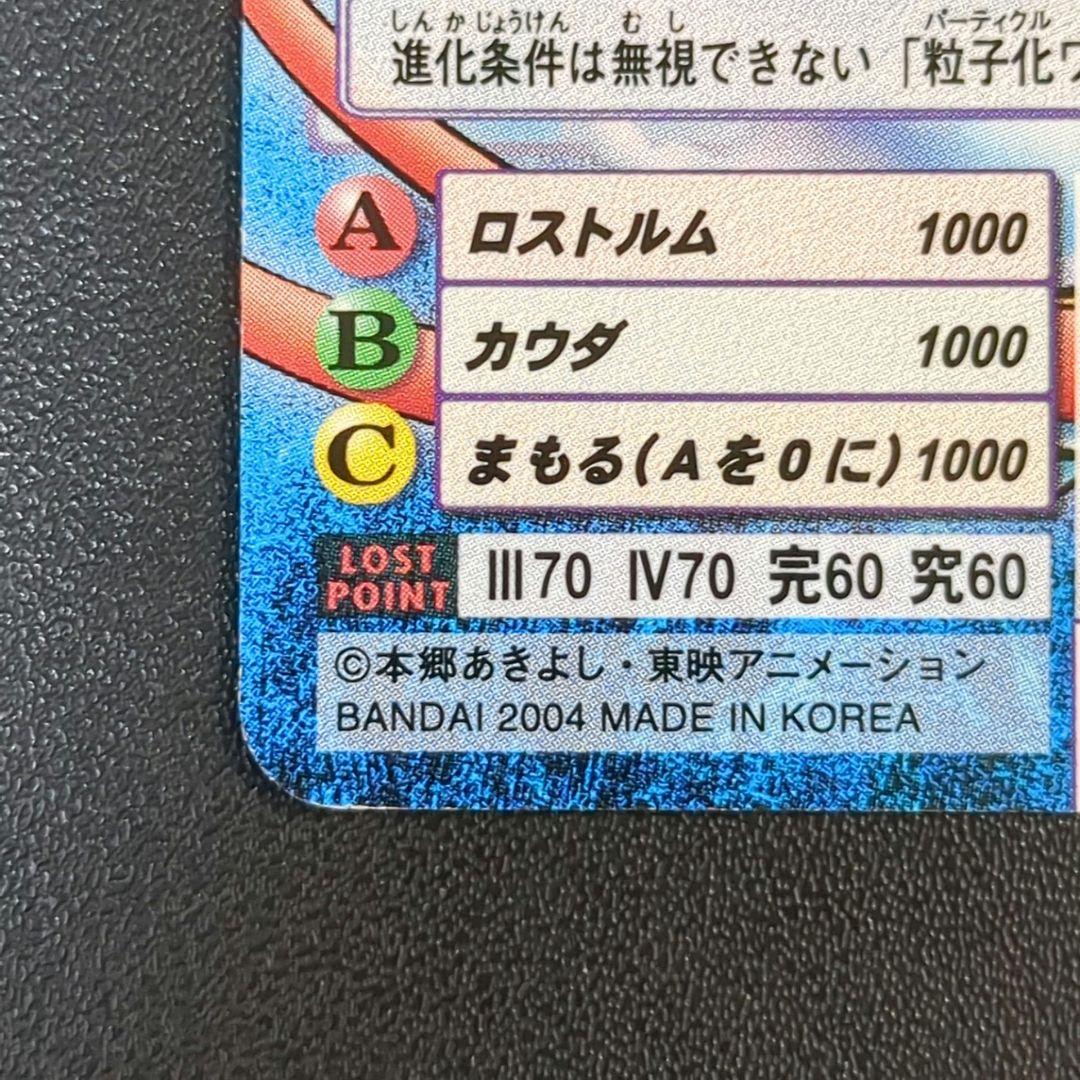 しんかじょうけん むし パーティクル
進化条件は無視できない「粒子化ワ
A ロストルム 1000
B カウダ 1000
C まもる(Aを0に) 1000
LOST POINT Ⅲ70 Ⅳ70 完60 究60
©本郷あきよし・東映アニメーション
BANDAI 2004 MADE IN KOREA